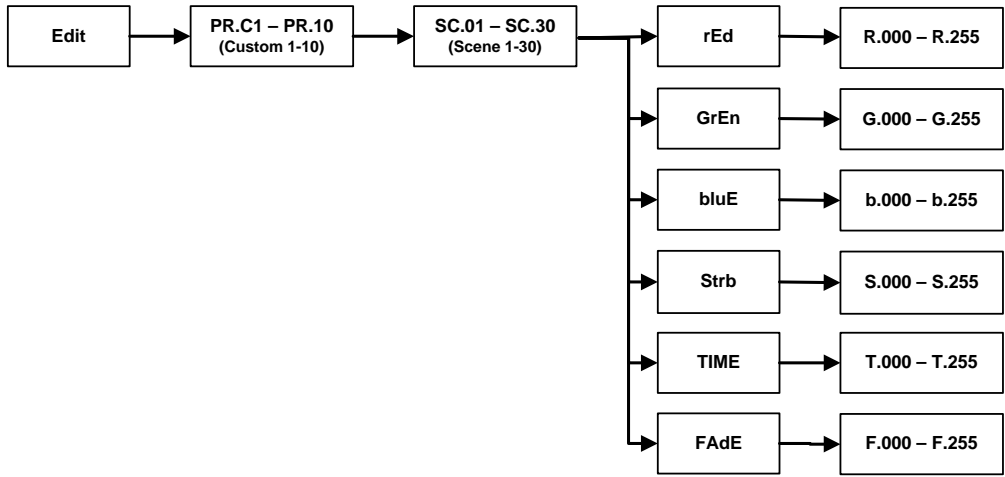 Edit
PR.C1 – PR.10
(Custom 1-10)
SC.01 – SC.30
(Scene 1-30)
rEd
R.000 – R.255
GrEn
G.000 – G.255
bluE
b.000 – b.255
Strb
S.000 – S.255
TIME
T.000 – T.255
FAdE
F.000 – F.255